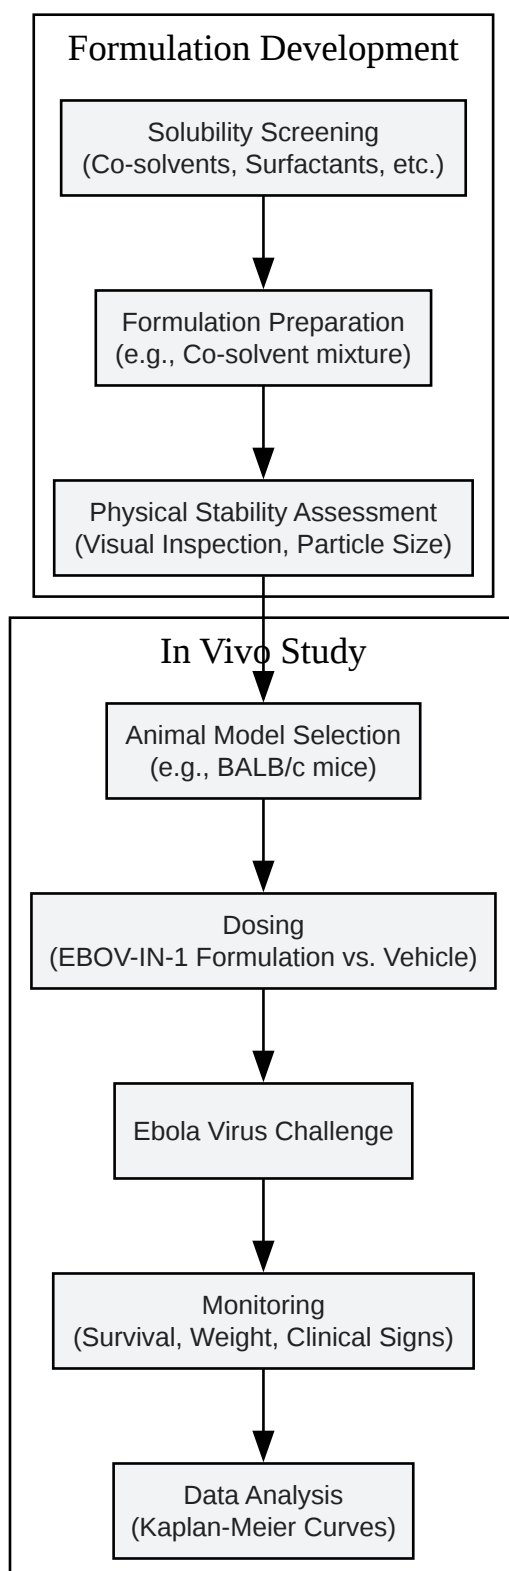 Formulation Development
Solubility Screening
(Co-solvents, Surfactants, etc.)
Formulation Preparation
(e.g., Co-solvent mixture)
Physical Stability Assessment
(Visual Inspection, Particle Size)
In Vivo Study
Animal Model Selection
(e.g., BALB/c mice)
Dosing
(EBOV-IN-1 Formulation vs. Vehicle)
Ebola Virus Challenge
Monitoring
(Survival, Weight, Clinical Signs)
Data Analysis
(Kaplan-Meier Curves)